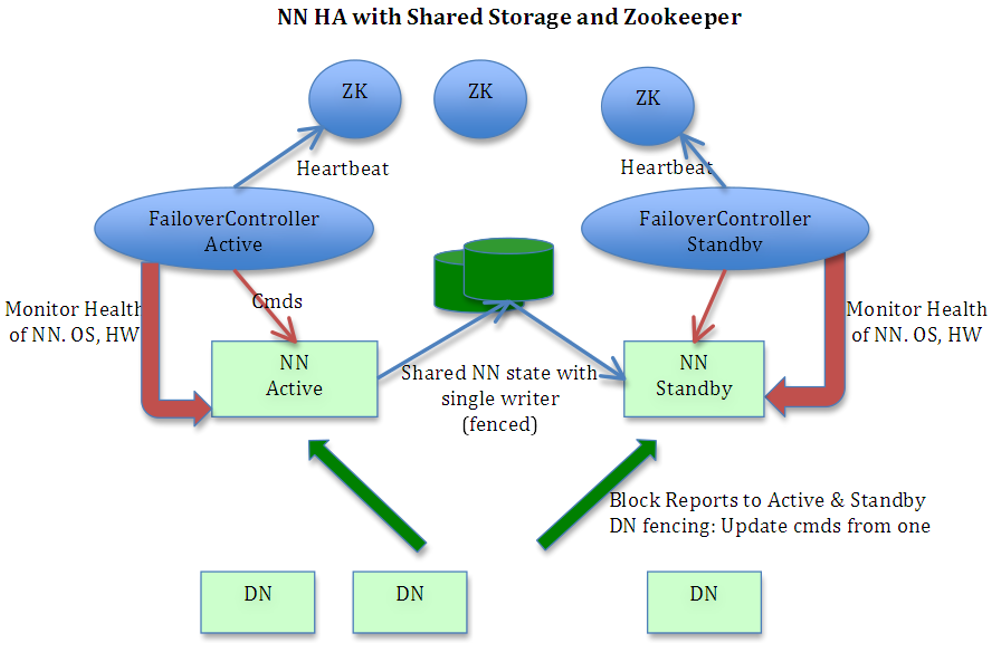 NN HA with Shared Storage and Zookeeper
ZK
ZK
ZK
Heartbeat
Heartbeat
FailoverController
Active
FailoverController
Standby
Cmds
Monitor Health
of NN. OS, HW
Monitor Health
of NN. OS, HW
NN
Active
Shared NN state with
single writer
(fenced)
NN
Standby
Block Reports to Active & Standby
DN fencing: Update cmds from one
DN
DN
DN